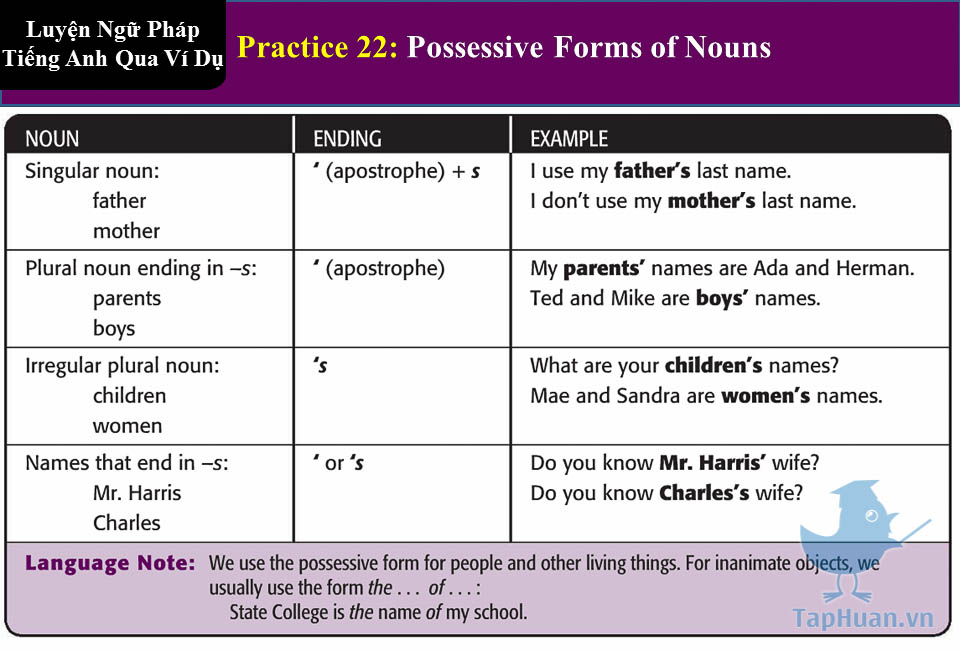 Luyện Ngữ Pháp
Tiếng Anh Qua Ví Dụ
Practice 22: Possessive Forms of Nouns
NOUN ENDING EXAMPLE
Singular noun: ‘ (apostrophe) + s I use my father’s last name.
father I don’t use my mother’s last name.
mother
Plural noun ending in –s: ‘ (apostrophe) My parents’ names are Ada and Herman.
parents Ted and Mike are boys’ names.
boys
Irregular plural noun: ‘s What are your children’s names?
children Mae and Sandra are women’s names.
women
Names that end in –s: ‘ or ‘s Do you know Mr. Harris’ wife?
Mr. Harris Do you know Charles’s wife?
Charles
Language Note: We use the possessive form for people and other living things. For inanimate objects, we
usually use the form the . . . of . . . :
State College is the name of my school.
TapHuan.vn